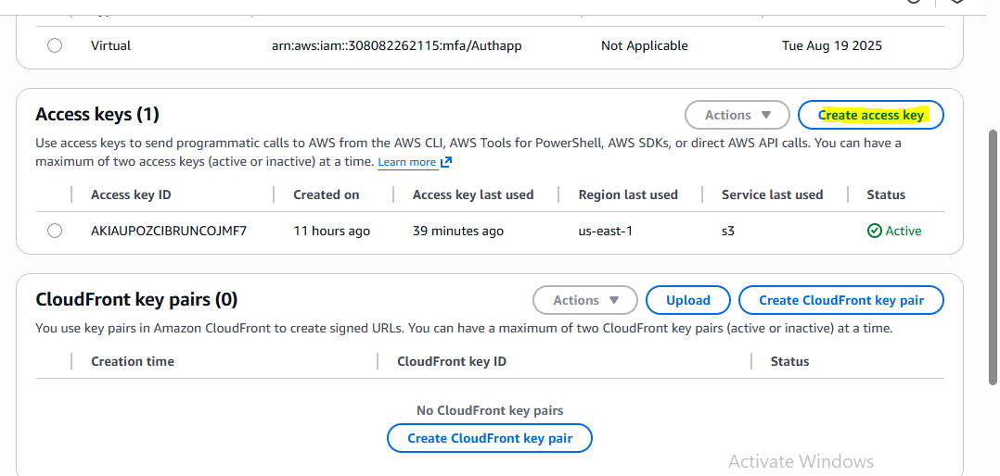 Virtual arn:aws:iam::308082262115:mfa/Authapp Not Applicable Tue Aug 19 2025
Access keys (1) Actions ▼ Create access key
Use access keys to send programmatic calls to AWS from the AWS CLI, AWS Tools for PowerShell, AWS SDKs, or direct AWS API calls. You can have a
maximum of two access keys (active or inactive) at a time. Learn more
Access key ID Created on Access key last used Region last used Service last used Status
AKIAUPOZCIBRUNCOJMF7 11 hours ago 39 minutes ago us-east-1 s3 Active
CloudFront key pairs (0) Actions ▼ Upload Create CloudFront key pair
You use key pairs in Amazon CloudFront to create signed URLs. You can have a maximum of two CloudFront key pairs (active or inactive) at a time.
Creation time CloudFront key ID Status
No CloudFront key pairs
Create CloudFront key pair
Activate Windows